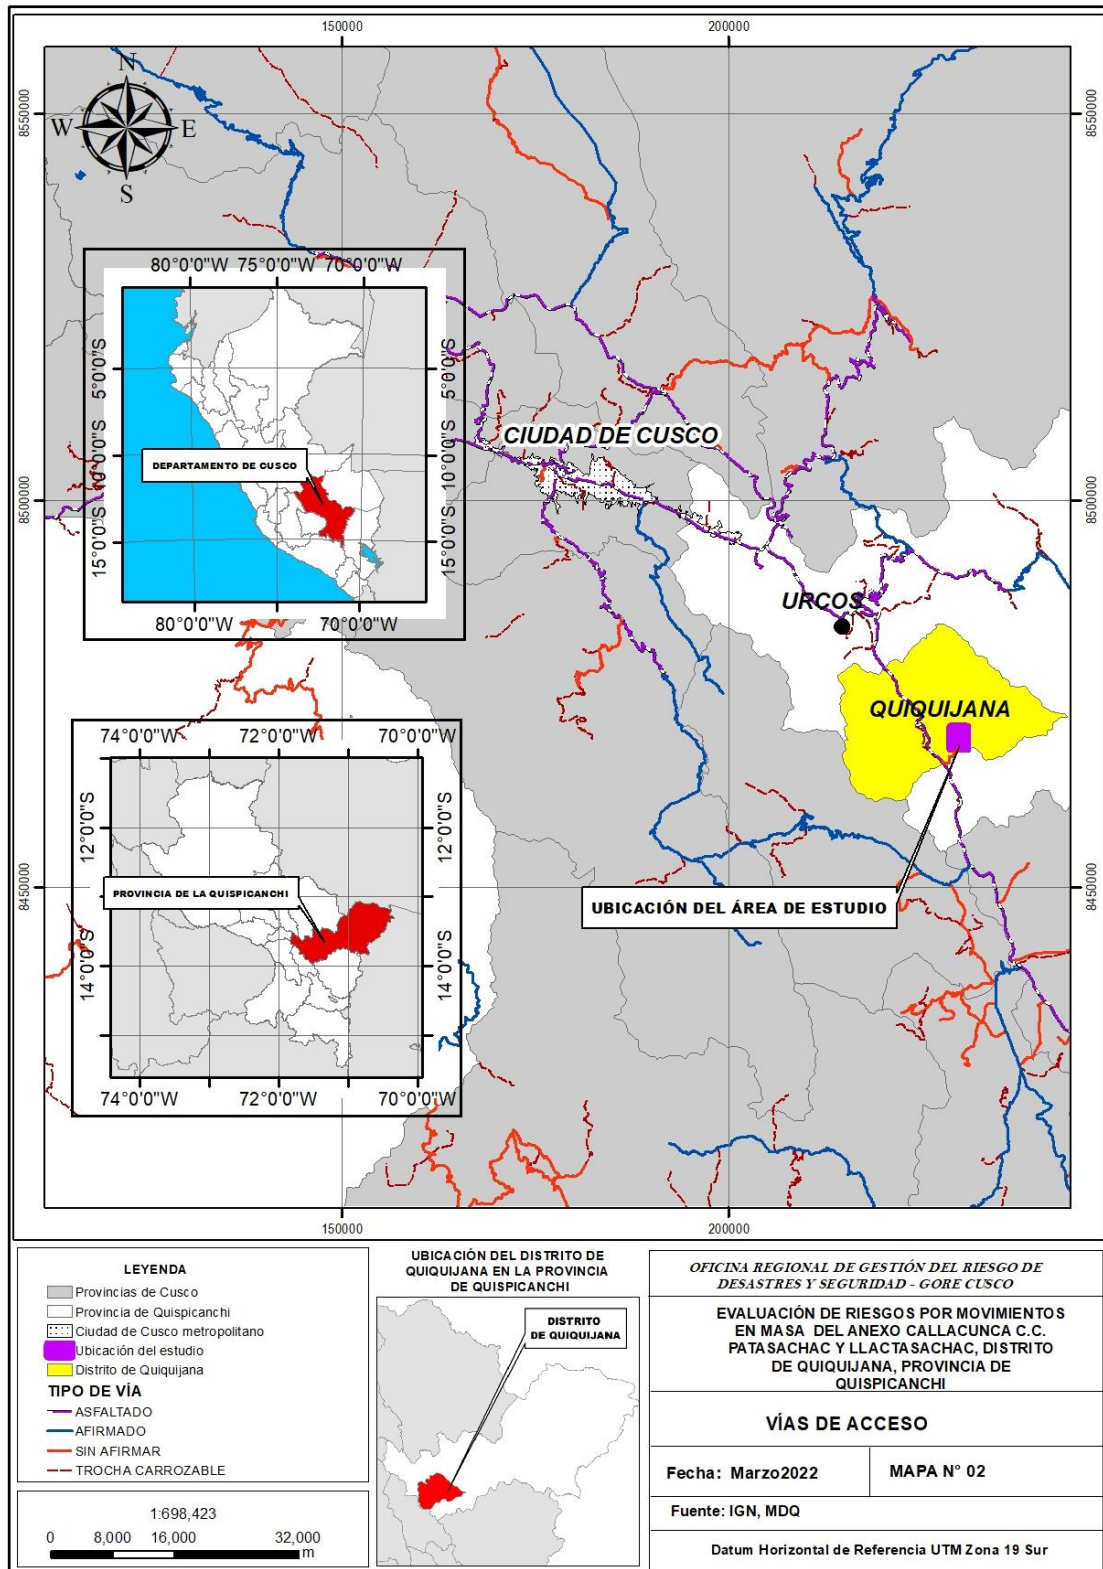 150000
200000
8550000
8550000
N
W
E
S
80°0'0"W
75°0'0"W
70°0'0"W
5°0'0"S
5°0'0"S
DEPARTAMENTO DE CUSCO
10°0'0"S
10°0'0"S
15°0'0"S
15°0'0"S
80°0'0"W
70°0'0"W
CIUDAD DE CUSCO
8500000
8500000
URCOS
QUIQUIJANA
74°0'0"W
72°0'0"W
70°0'0"W
12°0'0"S
12°0'0"S
PROVINCIA DE LA QUISPICANCHI
14°0'0"S
14°0'0"S
74°0'0"W
72°0'0"W
70°0'0"W
8450000
8450000
UBICACIÓN DEL ÁREA DE ESTUDIO
150000
200000
LEYENDA
Provincias de Cusco
Provincia de Quispicanchi
Ciudad de Cusco metropolitano
Ubicación del estudio
Distrito de Quiquijana
TIPO DE VÍA
ASFALTADO
AFIRMADO
SIN AFIRMAR
TROCHA CARROZABLE
1:698,423
0 8,000 16,000 32,000
m
UBICACIÓN DEL DISTRITO DE
QUIQUIJANA EN LA PROVINCIA
DE QUISPICANCHI
DISTRITO
DE QUIQUIJANA
OFICINA REGIONAL DE GESTIÓN DEL RIESGO DE
DESASTRES Y SEGURIDAD - GORE CUSCO
EVALUACIÓN DE RIESGOS POR MOVIMIENTOS
EN MASA DEL ANEXO CALLACUNCA C.C.
PATASACHAC Y LLACTASACHAC, DISTRITO
DE QUIQUIJANA, PROVINCIA DE
QUISPICANCHI
VÍAS DE ACCESO
Fecha: Marzo2022
MAPA N° 02
Fuente: IGN, MDQ
Datum Horizontal de Referencia UTM Zona 19 Sur